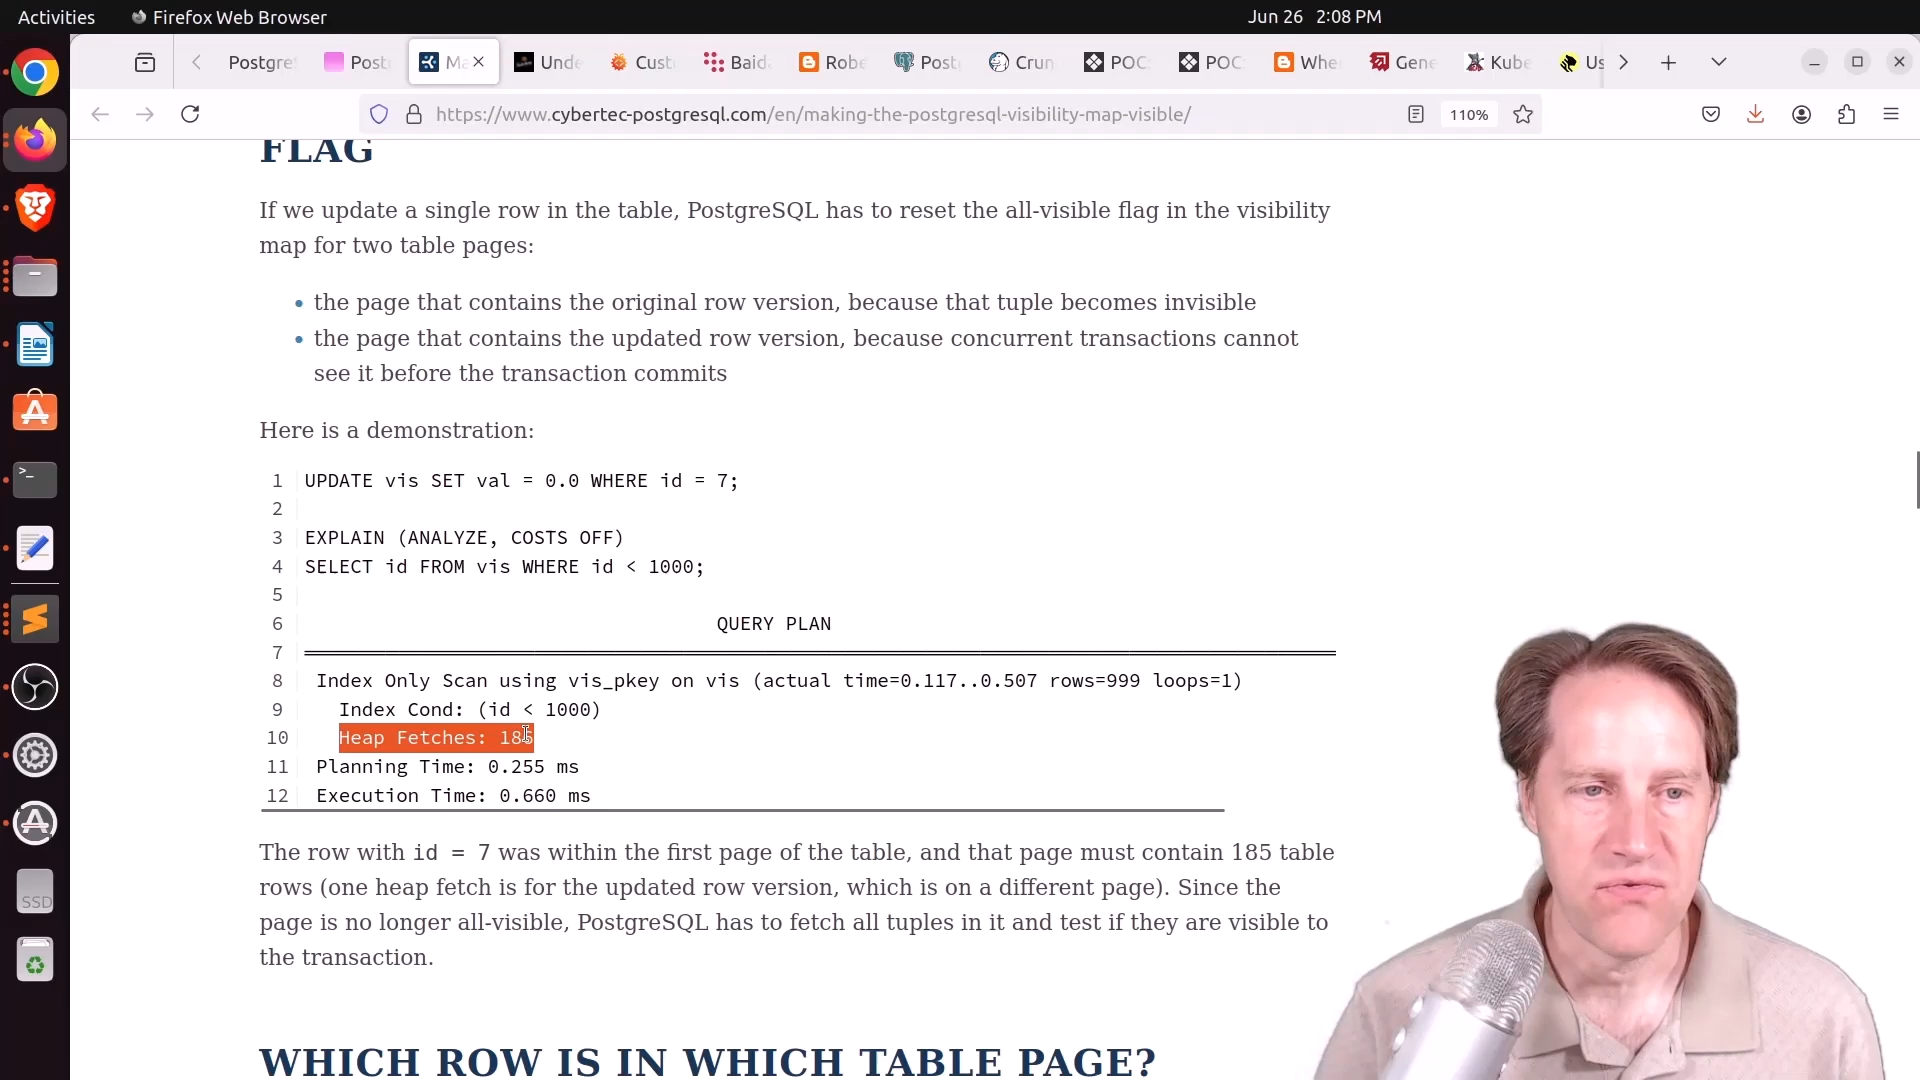 Activities
Firefox Web Browser
Jun 26 2:08 PM
Postgre
Post
Ma
Unde
Cust
Baid
Robe
Post
Crun
POC
POC
Whe
Gene
Kube
Us
https://www.cybertec-postgresql.com/en/making-the-postgresql-visibility-map-visible/
110%
FLAG
If we update a single row in the table, PostgreSQL has to reset the all-visible flag in the visibility
map for two table pages:
• the page that contains the original row version, because that tuple becomes invisible
• the page that contains the updated row version, because concurrent transactions cannot
see it before the transaction commits
Here is a demonstration:
1 UPDATE vis SET val = 0.0 WHERE id = 7;
2
3 EXPLAIN (ANALYZE, COSTS OFF)
4 SELECT id FROM vis WHERE id < 1000;
5
6 QUERY PLAN
7
8 Index Only Scan using vis_pkey on vis (actual time=0.117..0.507 rows=999 loops=1)
9 Index Cond: (id < 1000)
10 Heap Fetches: 186
11 Planning Time: 0.255 ms
12 Execution Time: 0.660 ms
The row with id = 7 was within the first page of the table, and that page must contain 185 table
rows (one heap fetch is for the updated row version, which is on a different page). Since the
page is no longer all-visible, PostgreSQL has to fetch all tuples in it and test if they are visible to
the transaction.
WHICH ROW IS IN WHICH TABLE PAGE?
SSD